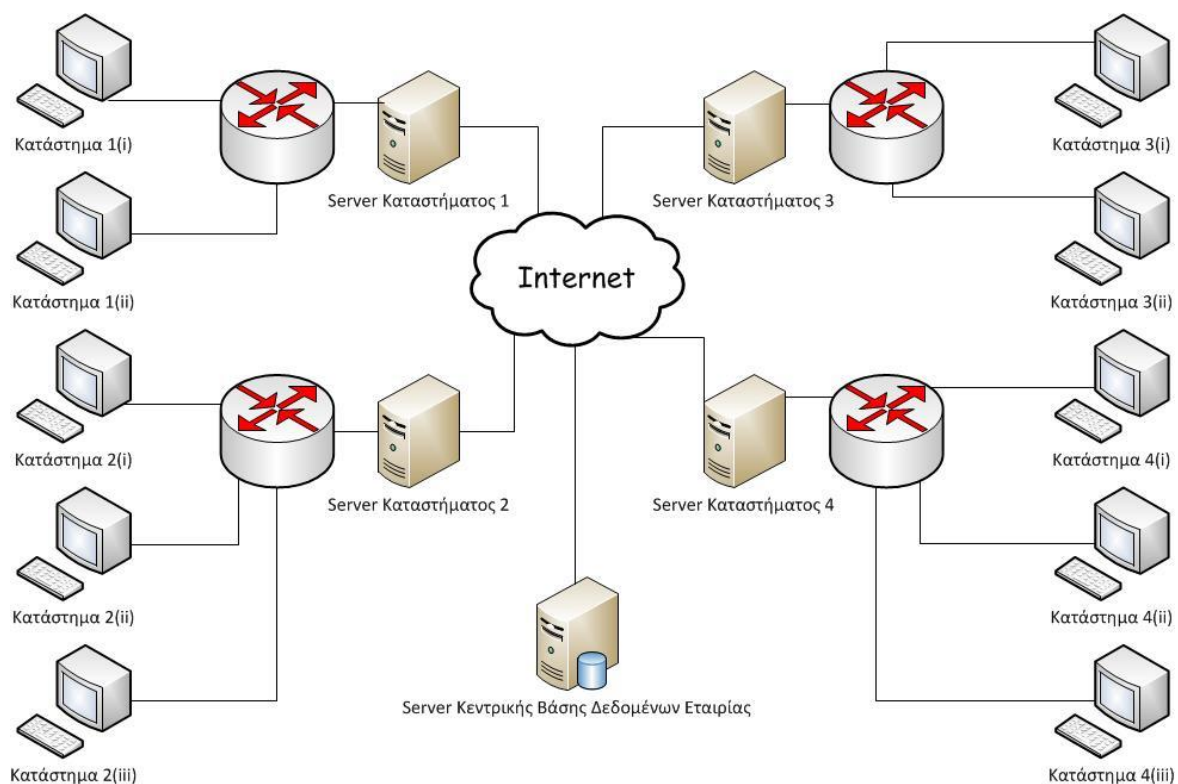 Κατάστημα 1(i)
Server Καταστήματος 1
Κατάστημα 1(ii)
Server Καταστήματος 3
Κατάστημα 3(i)
Κατάστημα 3(ii)
Internet
Κατάστημα 2(i)
Server Καταστήματος 2
Κατάστημα 2(ii)
Κατάστημα 2(iii)
Server Καταστήματος 4
Κατάστημα 4(i)
Κατάστημα 4(ii)
Κατάστημα 4(iii)
Server Κεντρικής Βάσης Δεδομένων Εταιρίας